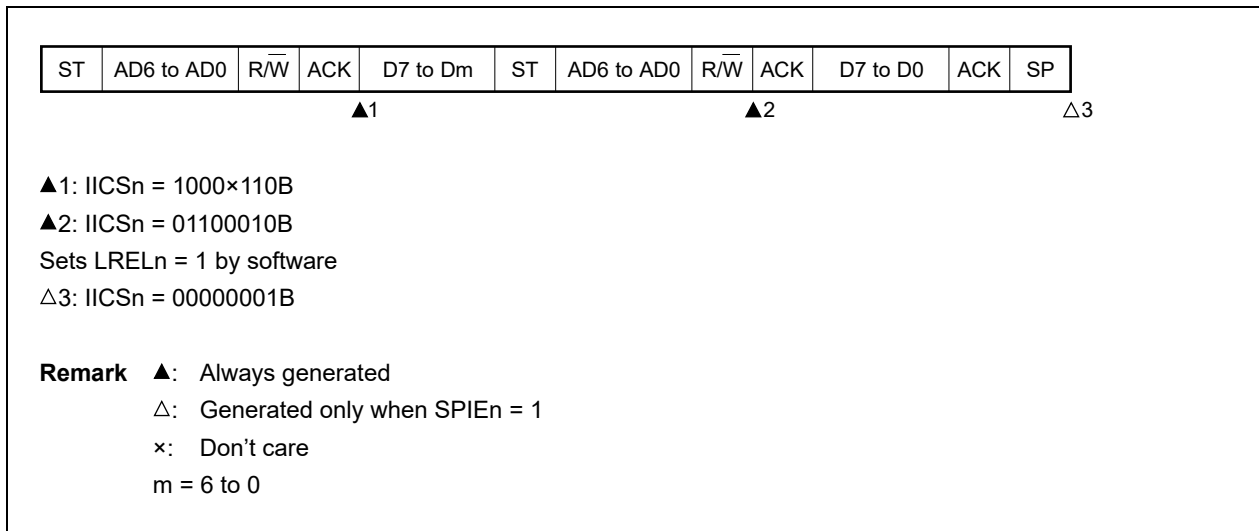 ST AD6 to AD0 R/W̅ ACK D7 to Dm ST AD6 to AD0 R/W̅ ACK D7 to D0 ACK SP
▲1 ▲2 △3
▲1: IICSn = 1000×110B
▲2: IICSn = 01100010B
Sets LRELn = 1 by software
△3: IICSn = 00000001B
Remark ▲: Always generated
△: Generated only when SPIEn = 1
×: Don't care
m = 6 to 0